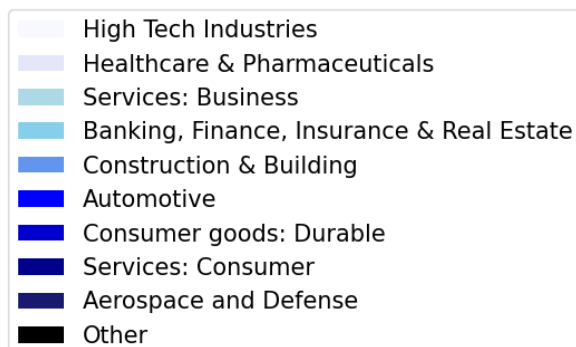 High Tech Industries
Healthcare & Pharmaceuticals
Services: Business
Banking, Finance, Insurance & Real Estate
Construction & Building
Automotive
Consumer goods: Durable
Services: Consumer
Aerospace and Defense
Other